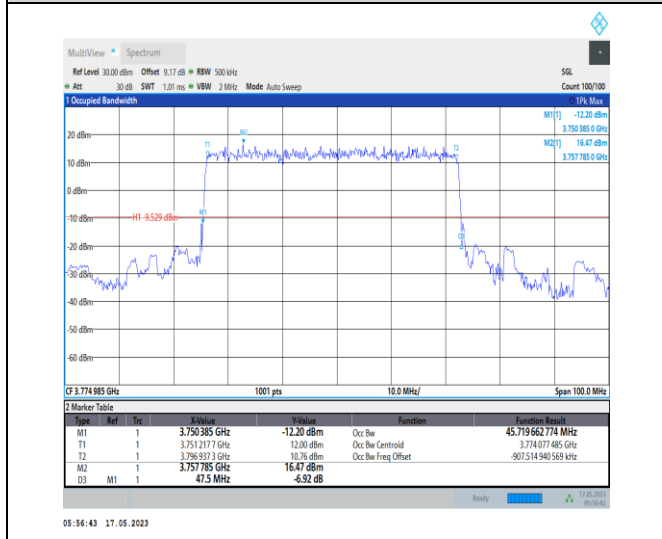 MultiView Spectrum
Ref Level 30.00 dBm Offset 9.17 dB RBW 500 kHz SGL
Att 30 dB SWT 1.01 ms VBW 2 MHz Mode Auto Sweep Count 100/100
1 Occupied Bandwidth 1Pk Max
M1[1] -12.20 dBm
3.750 385 0 GHz
M2[1] 16.47 dBm
3.757 785 0 GHz
20 dBm
M2
T1
T2
10 dBm
0 dBm
M1
-10 dBm
H1 -9.529 dBm
D3
-20 dBm
-30 dBm
-40 dBm
-50 dBm
-60 dBm
CF 3.774 985 GHz 1001 pts 10.0 MHz/ Span 100.0 MHz
2 Marker Table
Type Ref Trc X-Value Y-Value Function Function Result
M1 1 3.750385 GHz -12.20 dBm Occ Bw 45.719 662 774 MHz
T1 1 3.751 217 7 GHz 12.00 dBm Occ Bw Centroid 3.774 077 485 GHz
T2 1 3.796 937 3 GHz 10.76 dBm Occ Bw Freq Offset -907.514 940 569 kHz
M2 1 3.757785 GHz 16.47 dBm
D3 M1 1 47.5 MHz -6.92 dB
Ready 17.05.2023
05:56:42
05:56:43 17.05.2023